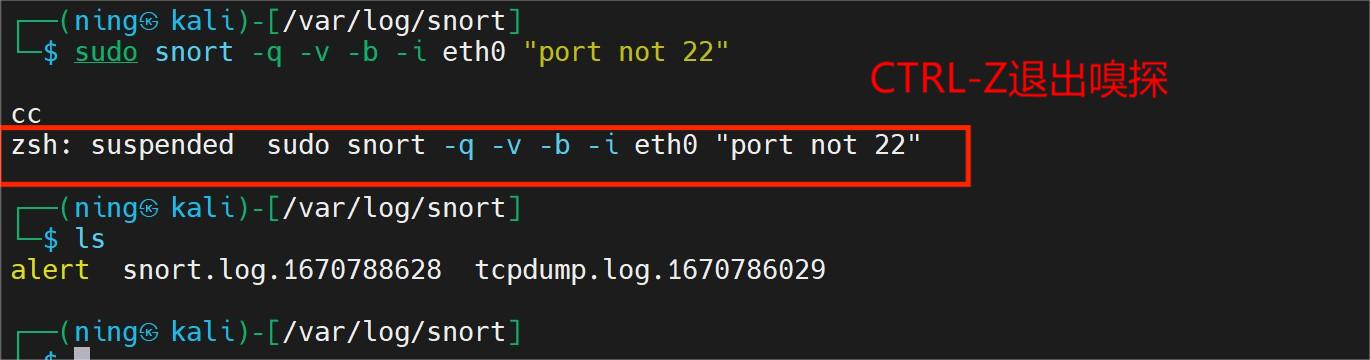 ┌──(ning㉿kali)-[/var/log/snort]
└─$ sudo snort -q -v -b -i eth0 "port not 22"
CTRL-Z退出嗅探
cc
zsh: suspended  sudo snort -q -v -b -i eth0 "port not 22"
┌──(ning㉿kali)-[/var/log/snort]
└─$ ls
alert  snort.log.1670788628  tcpdump.log.1670786029
┌──(ning㉿kali)-[/var/log/snort]
└─$